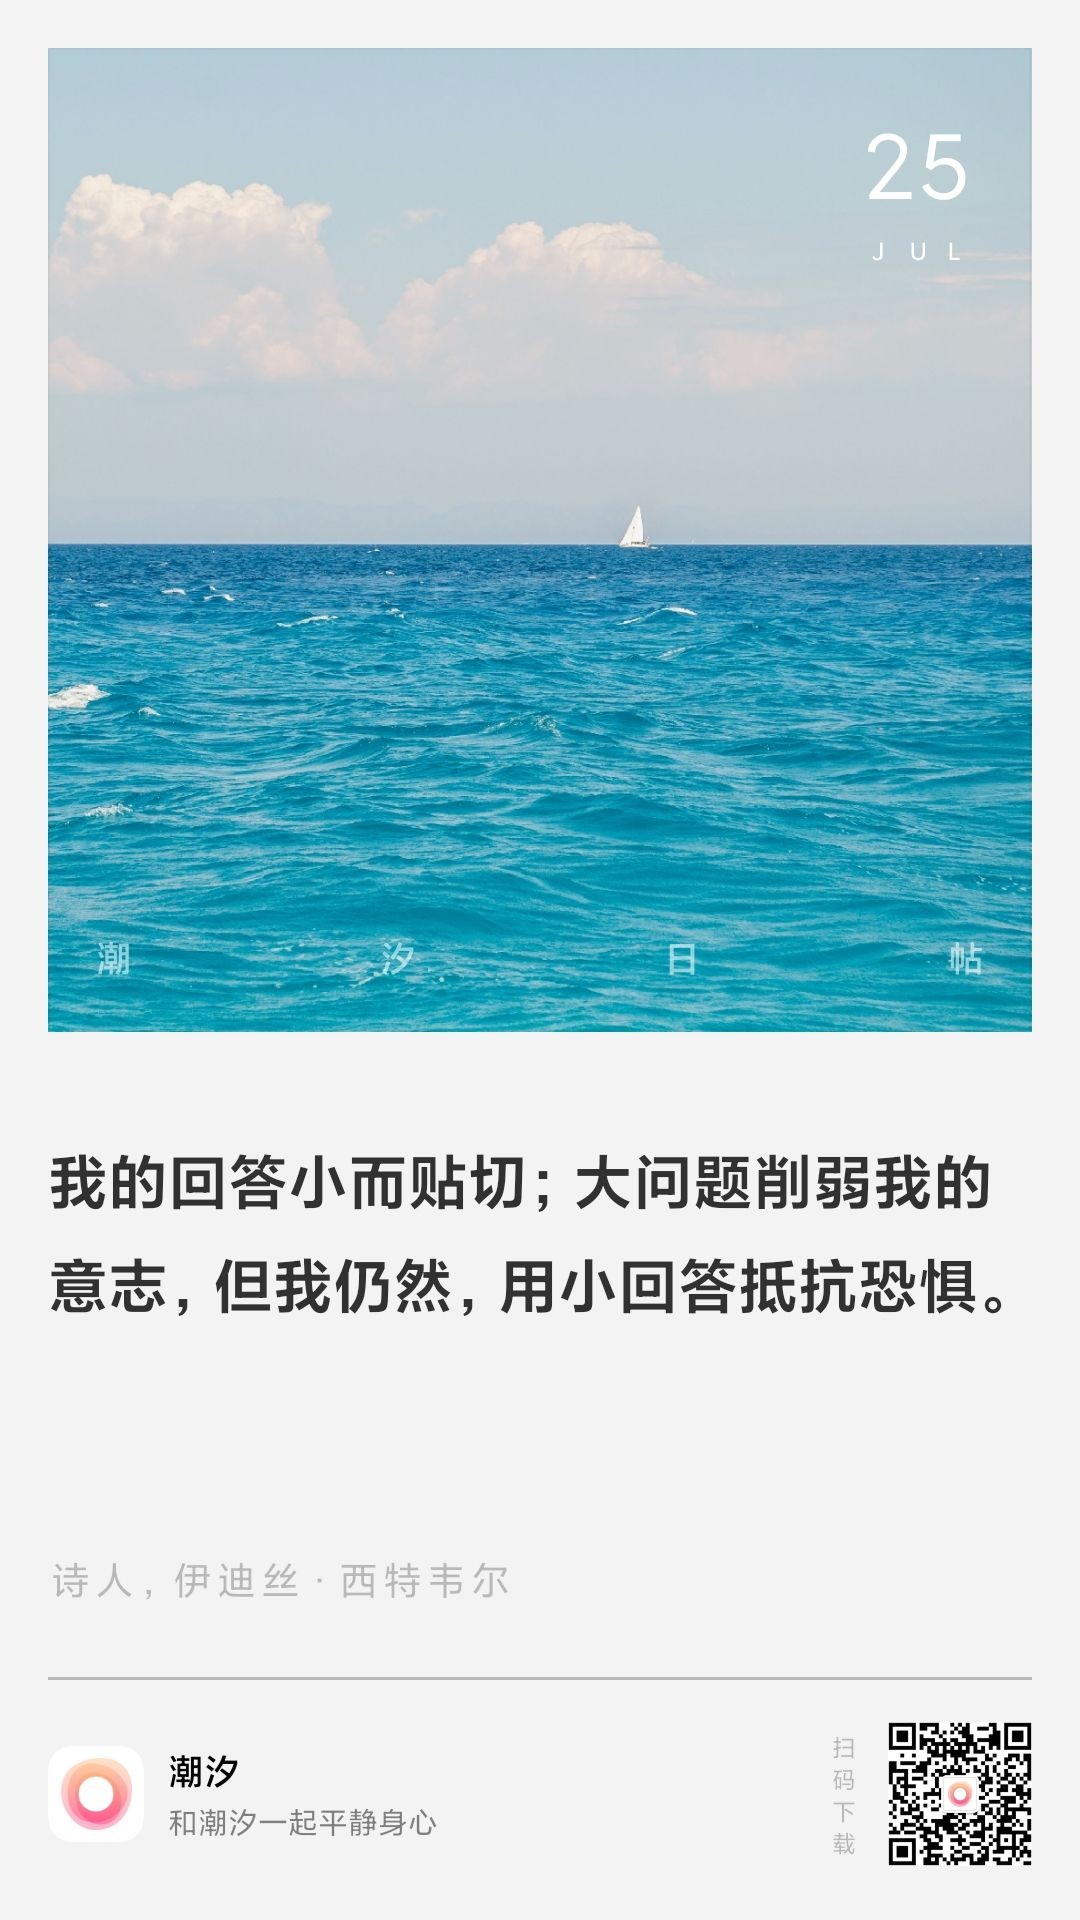 25
JUL
潮汐日帖
我的回答小而贴切；大问题削弱我的
意志，但我仍然，用小回答抵抗恐惧。
诗人，伊迪丝·西特韦尔
潮汐
和潮汐一起平静身心
扫码下载